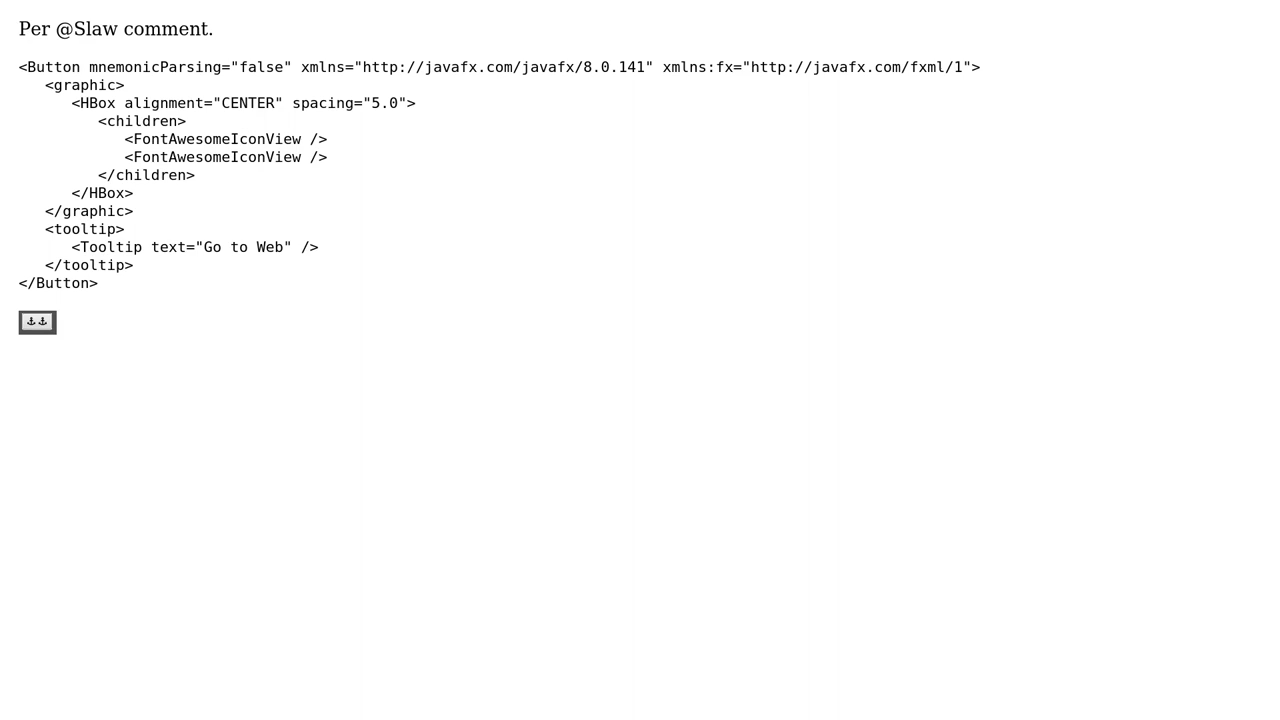 Per @Slaw comment.
<Button mnemonicParsing="false" xmlns="http://javafx.com/javafx/8.0.141" xmlns:fx="http://javafx.com/fxml/1">
   <graphic>
      <HBox alignment="CENTER" spacing="5.0">
         <children>
            <FontAwesomeIconView />
            <FontAwesomeIconView />
         </children>
      </HBox>
   </graphic>
   <tooltip>
      <Tooltip text="Go to Web" />
   </tooltip>
</Button>